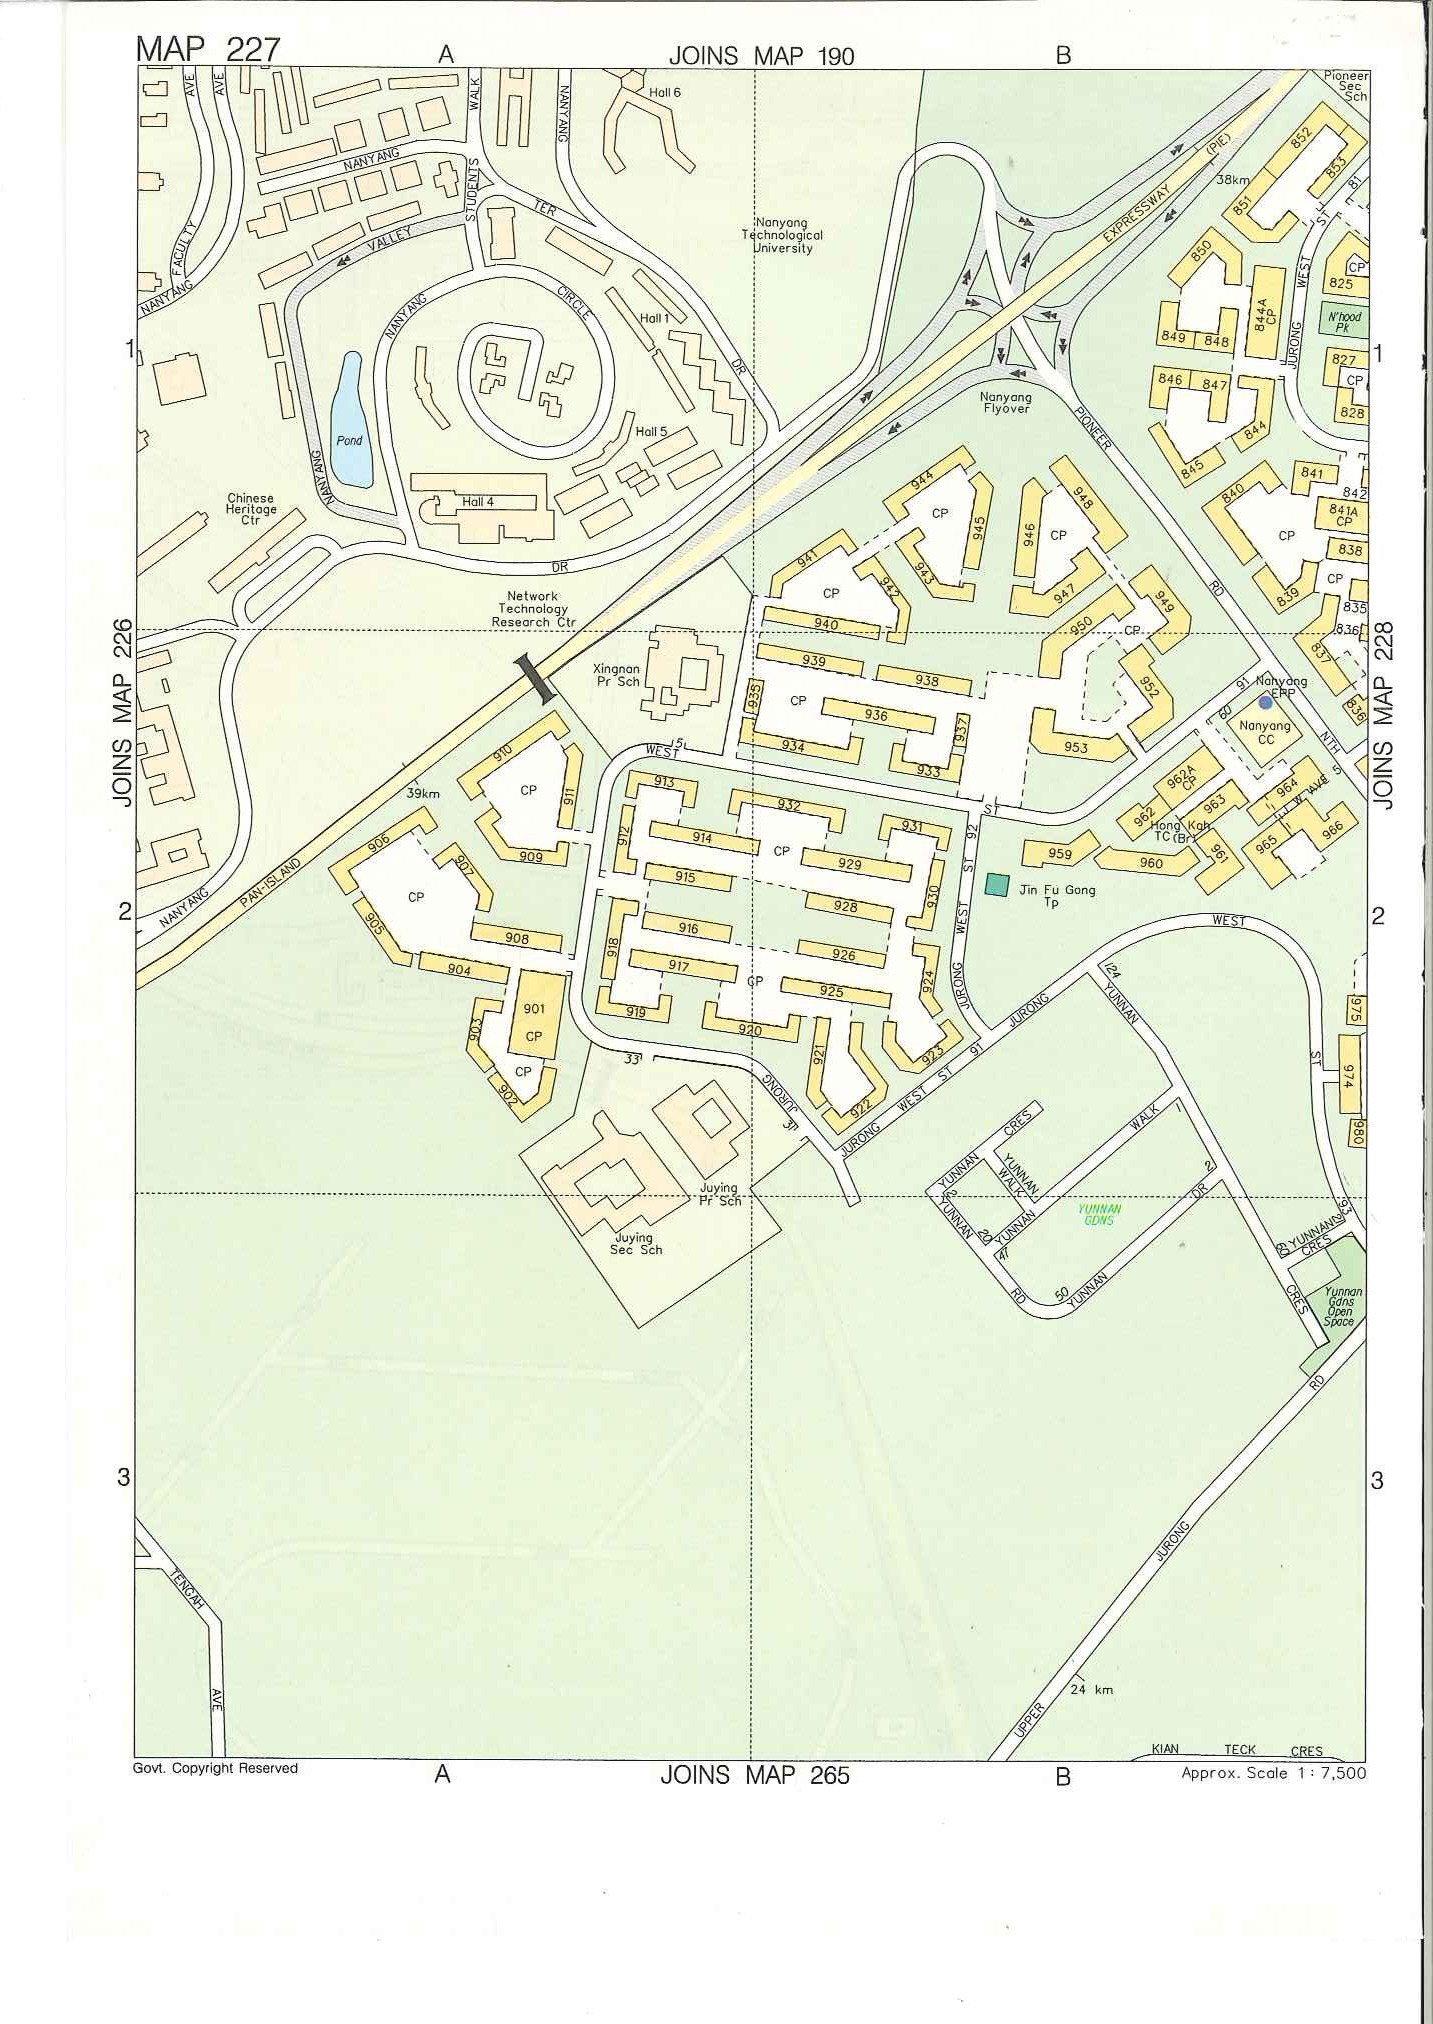 MAP 227
A
JOINS MAP 190
B
Pioneer
Sec
Sch
AVE
AVE
WALK
NANYANG
Hall 6
(PIE)
852
853
NANYANG
STUDENTS
38km
81
851
ST
TER
Nanyang
Technological
University
EXPRESSWAY
FACULTY
VALLEY
850
WEST
CP
825
NANYANG
NANYANG
CIRCLE
Hall 1
844A
CP
N'hood
Pk
849
848
JURONG
1
1
DR
827
CP
846
847
828
Nanyang
Flyover
PIONEER
Pond
Hall 5
844
845
NANYANG
Hall 4
Chinese
Heritage
Ctr
944
948
840
841
842
CP
945
946
CP
841A
CP
CP
838
941
943
DR
942
947
839
CP
CP
949
RD
835
Network
Technology
Research Ctr
940
950
CP
836
837
JOINS MAP 226
JOINS MAP 228
Xingnan
Pr Sch
939
938
952
91
Nanyang
EPP
935
CP
936
60
836
Nanyang
CC
937
934
953
NTH
910
5
WEST
933
CP
911
913
962A
CP
964
5
W AVE
39km
932
ST
963
962
906
912
914
CP
931
92
Hong Kah
TC (Br)
966
907
909
929
959
960
961
965
PAN-ISLAND
915
ST
CP
930
Jin Fu Gong
Tp
NANYANG
905
928
2
2
916
WEST
WEST
908
918
926
904
917
CP
924
124
925
JURONG
JURONG
YUNNAN
901
CP
919
975
903
920
923
91
ST
CP
33
921
974
902
JURONG
922
WEST ST
CRES
WALK
1
31
JURONG
980
YUNNAN
YUNNAN
WALK
2
Juying
Pr Sch
12
DR
93
YUNNAN
YUNNAN
GDNS
20
YUNNAN
YUNNAN
2
Juying
Sec Sch
47
60
CRES
50
RD
YUNNAN
CRES
Yunnan
Gdns
Open
Space
RD
3
3
JURONG
TENGAH
24 km
AVE
UPPER
KIAN TECK CRES
Govt. Copyright Reserved
A
JOINS MAP 265
B
Approx. Scale 1 : 7,500